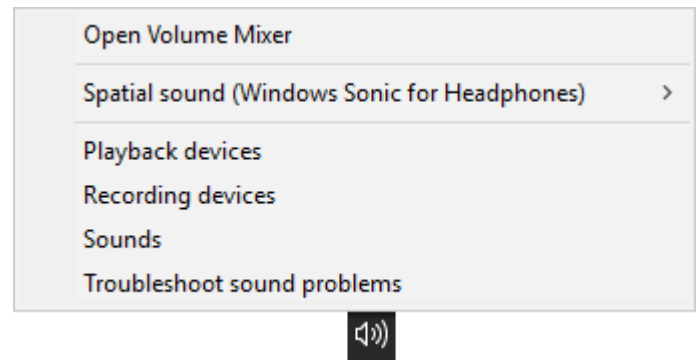 Open Volume Mixer
Spatial sound (Windows Sonic for Headphones)
Playback devices
Recording devices
Sounds
Troubleshoot sound problems